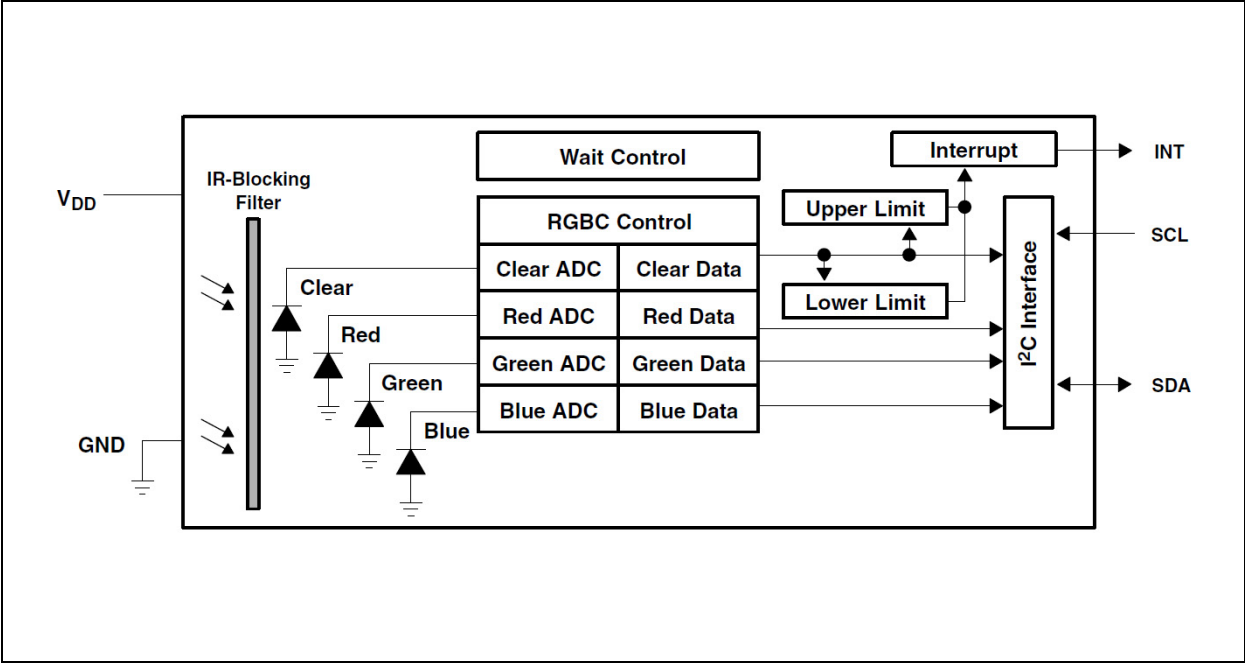 V_DD
GND
IR-Blocking
Filter
Clear
Red
Green
Blue
Wait Control
RGBC Control
Clear ADC Clear Data
Red ADC Red Data
Green ADC Green Data
Blue ADC Blue Data
Interrupt
Upper Limit
Lower Limit
I²C Interface
INT
SCL
SDA